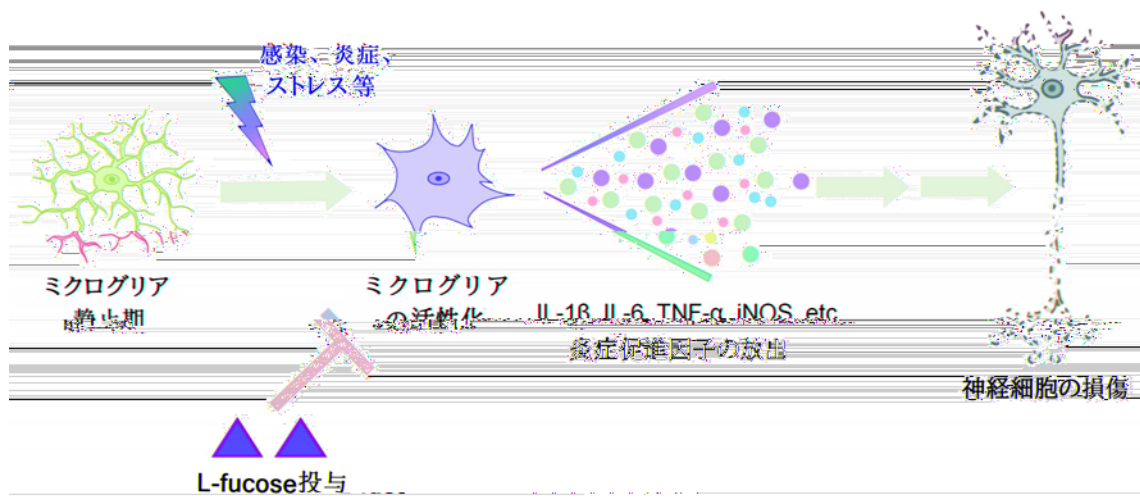 感染、炎症、
ストレス等
ミクログリア
静止期
ミクログリア
の活性化
IL-1β, IL-6, TNF-α, iNOS, etc
炎症促進因子の放出
神経細胞の損傷
L-fucose投与